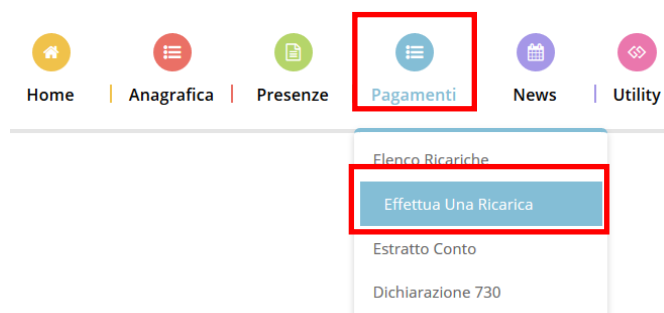 Home Anagrafica Presenze Pagamenti News Utility
Elenco Ricariche
Effettua Una Ricarica
Estratto Conto
Dichiarazione 730